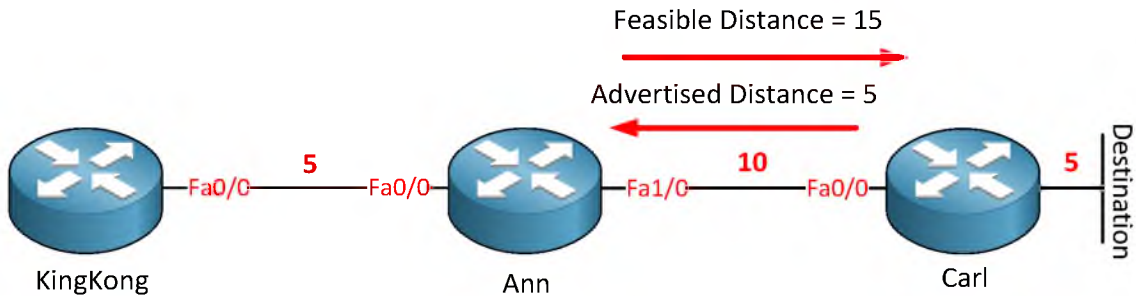 Feasible Distance = 15
Advertised Distance = 5
5
10
5
Fa0/0
Fa0/0
Fa1/0
Fa0/0
Destination
KingKong
Ann
Carl